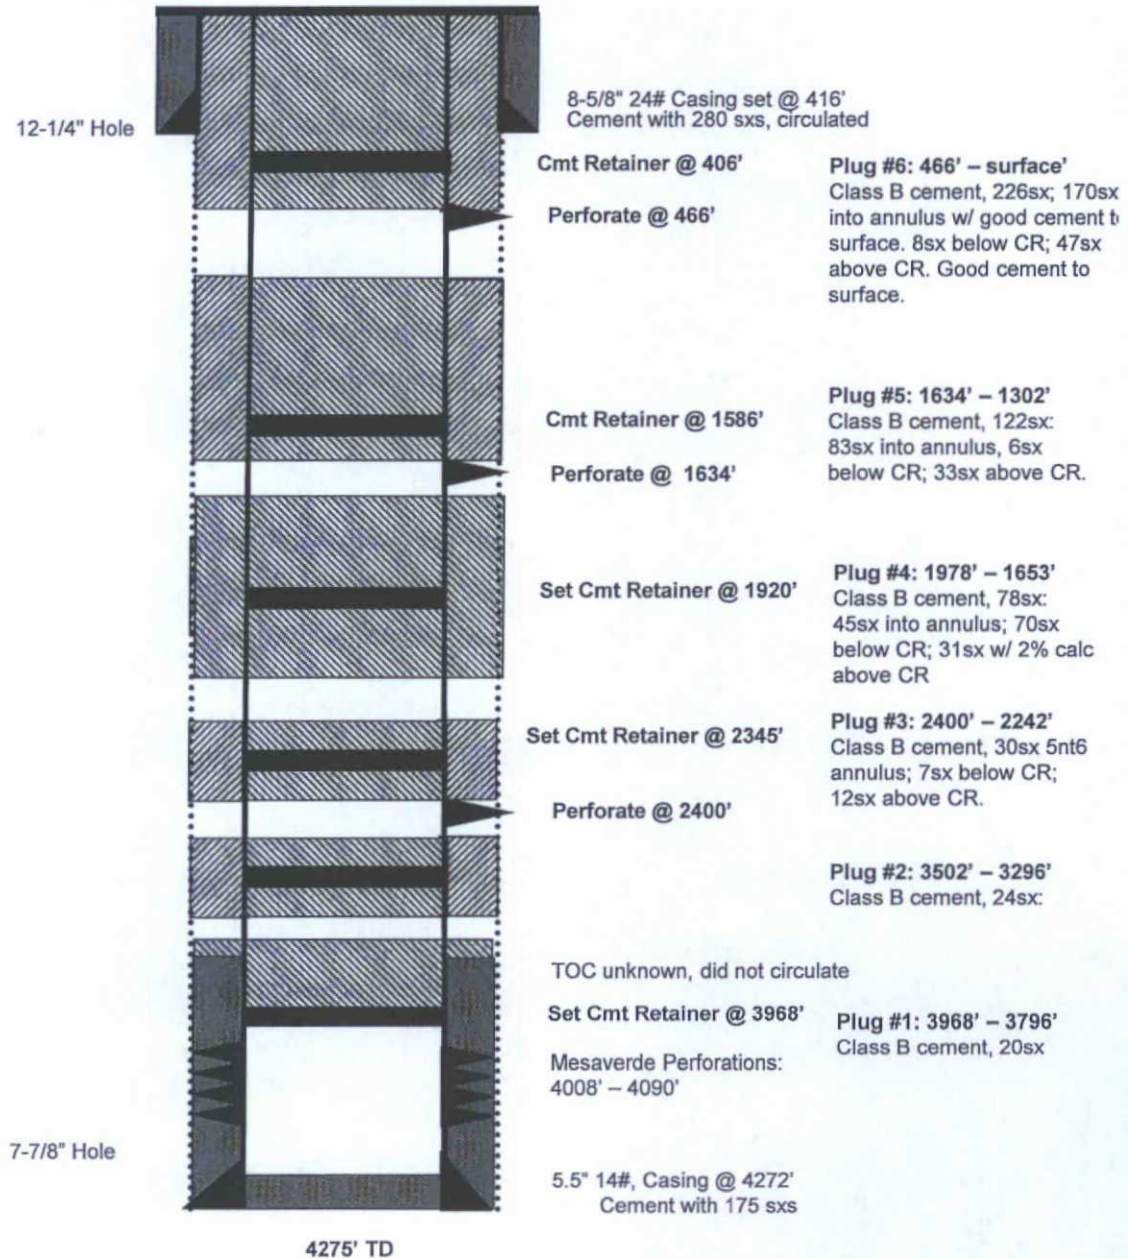 12-1/4" Hole
8-5/8" 24# Casing set @ 416'
Cement with 280 sxs, circulated
Cmt Retainer @ 406'
Perforate @ 466'
Plug #6: 466' – surface'
Class B cement, 226sx; 170sx
into annulus w/ good cement t
surface. 8sx below CR; 47sx
above CR. Good cement to
surface.
Cmt Retainer @ 1586'
Perforate @ 1634'
Plug #5: 1634' – 1302'
Class B cement, 122sx:
83sx into annulus, 6sx
below CR; 33sx above CR.
Set Cmt Retainer @ 1920'
Plug #4: 1978' – 1653'
Class B cement, 78sx:
45sx into annulus; 70sx
below CR; 31sx w/ 2% calc
above CR
Set Cmt Retainer @ 2345'
Perforate @ 2400'
Plug #3: 2400' – 2242'
Class B cement, 30sx 5nt6
annulus; 7sx below CR;
12sx above CR.
Plug #2: 3502' – 3296'
Class B cement, 24sx:
TOC unknown, did not circulate
Set Cmt Retainer @ 3968'
Mesaverde Perforations:
4008' – 4090'
Plug #1: 3968' – 3796'
Class B cement, 20sx
7-7/8" Hole
5.5" 14#, Casing @ 4272'
Cement with 175 sxs
4275' TD